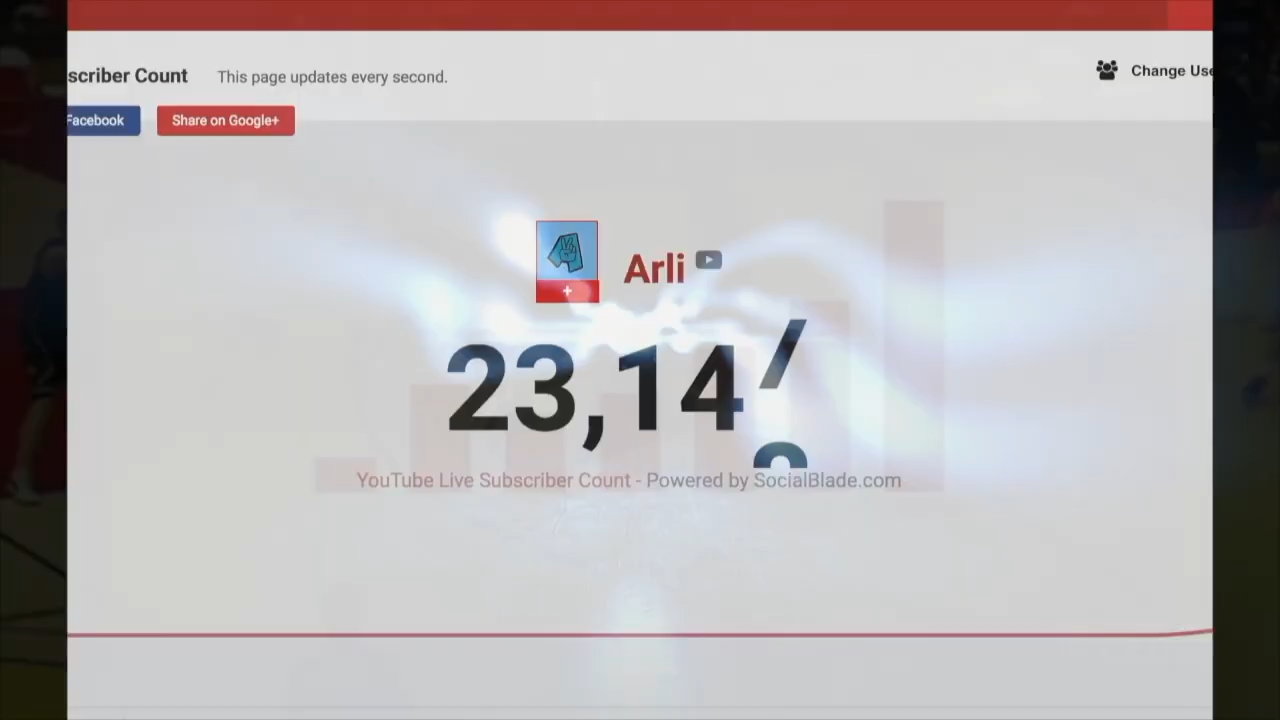 scriber Count This page updates every second.
Change Use
Facebook Share on Google+
+
Arli
23,14
YouTube Live Subscriber Count - Powered by SocialBlade.com